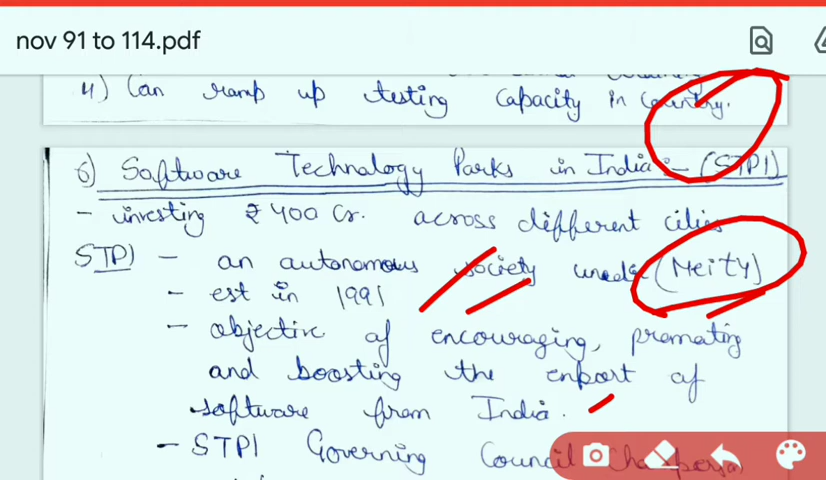 nov 91 to 114.pdf
4) Can ramp up testing capacity in country.
6) Software Technology Parks in India :- (STPI)
- investing ₹ 400 Cr. across different cities
STPI - an autonomous society under (MeitY)
- est in 1991
- objective of encouraging, promoting
and boosting the export of
software from India.
- STPI Governing Council Chairperson